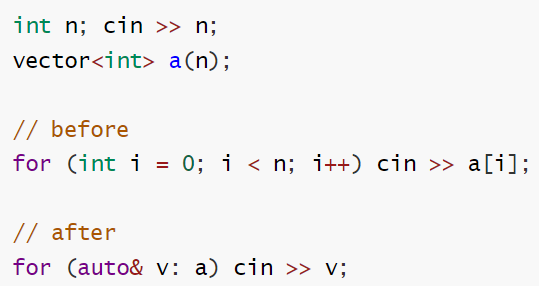 int n; cin >> n;
vector<int> a(n);
// before
for (int i = 0; i < n; i++) cin >> a[i];
// after
for (auto& v: a) cin >> v;